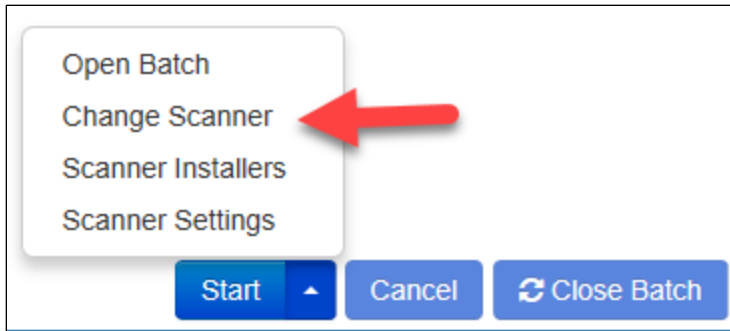 Open Batch
Change Scanner
Scanner Installers
Scanner Settings
Start Cancel Close Batch